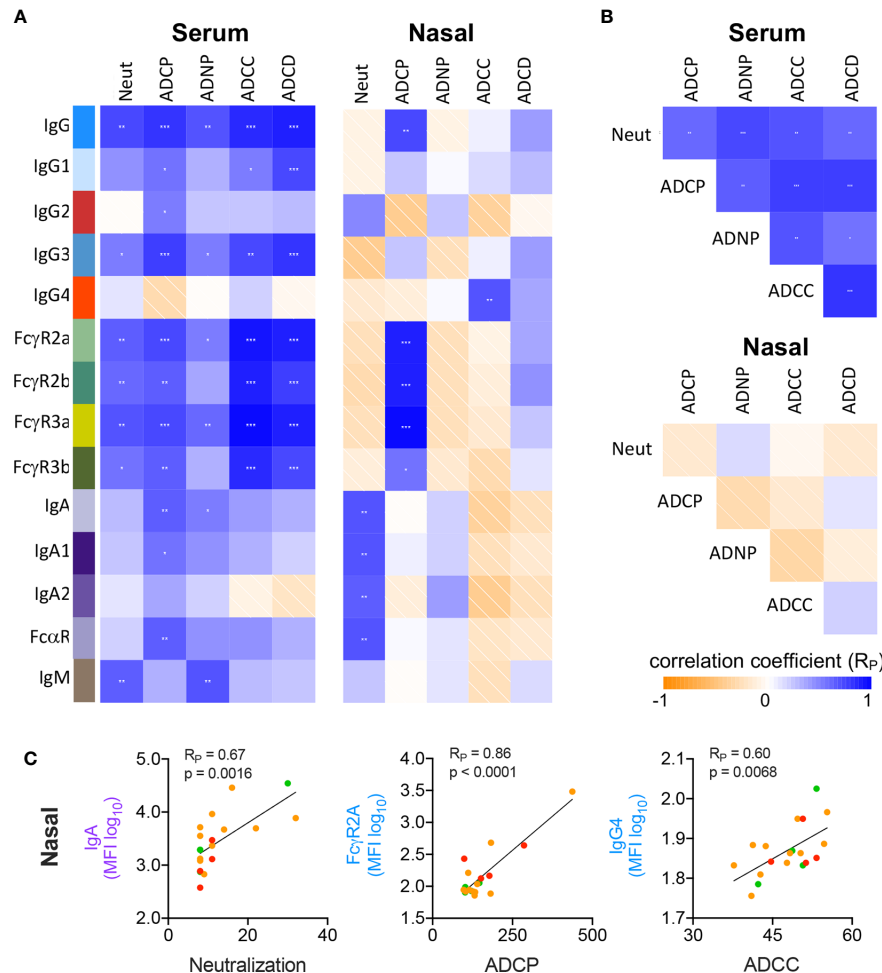 A
B
Serum
Nasal
Serum
Neut ADCP ADNP ADCC ADCD
Neut ADCP ADNP ADCC ADCD
ADCP ADNP ADCC ADCD
IgG
IgG1
IgG2
IgG3
IgG4
FcγR2a
FcγR2b
FcγR3a
FcγR3b
IgA
IgA1
IgA2
FcαR
IgM
Neut
ADCP
ADNP
ADCC
Nasal
ADCP ADNP ADCC ADCD
Neut
ADCP
ADNP
ADCC
correlation coefficient (RP)
-1 0 1
C
Nasal
IgA
(MFI log10)
RP = 0.67
p = 0.0016
5.0
4.0
3.0
2.0
0 20 40
Neutralization
FcγR2A
(MFI log10)
RP = 0.86
p < 0.0001
4.0
3.5
3.0
2.5
2.0
1.5
0 250 500
ADCP
IgG4
(MFI log10)
RP = 0.60
p = 0.0068
2.1
2.0
1.9
1.8
1.7
30 45 60
ADCC